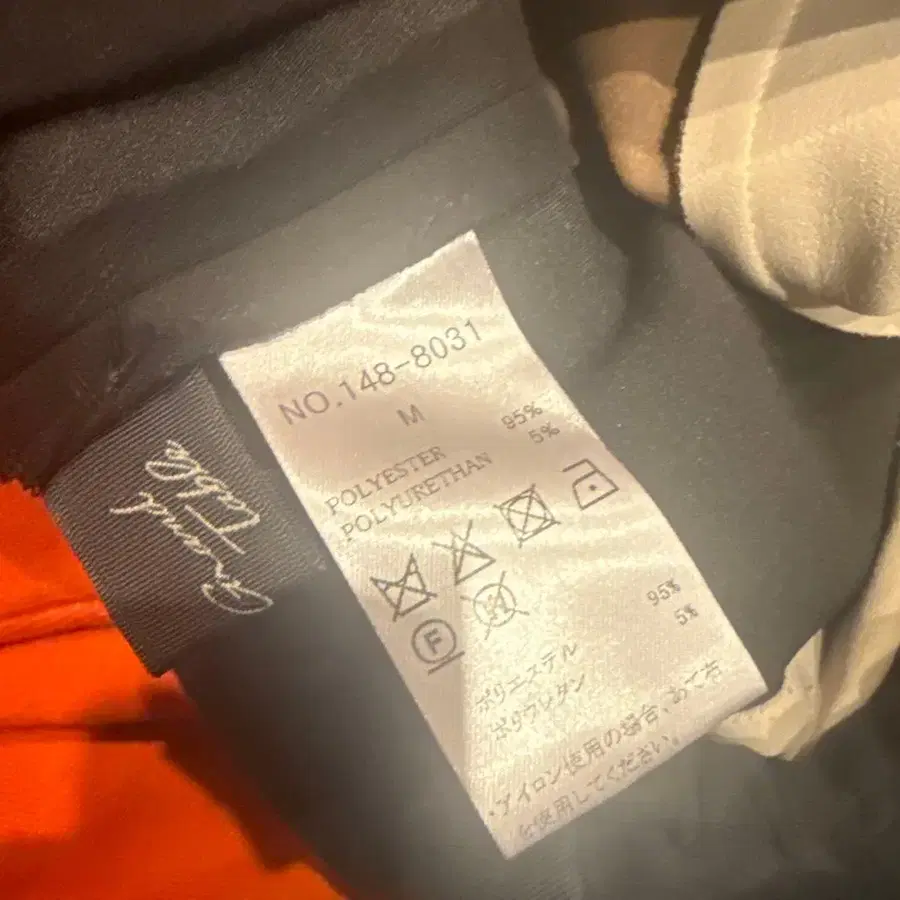 NO.148-8031
M
POLYESTER 95%
POLYURETHAN 5%
F
ポリエステル 95%
ポリウレタン 5%
・アイロン使用の場合、あて布
を使用してください。